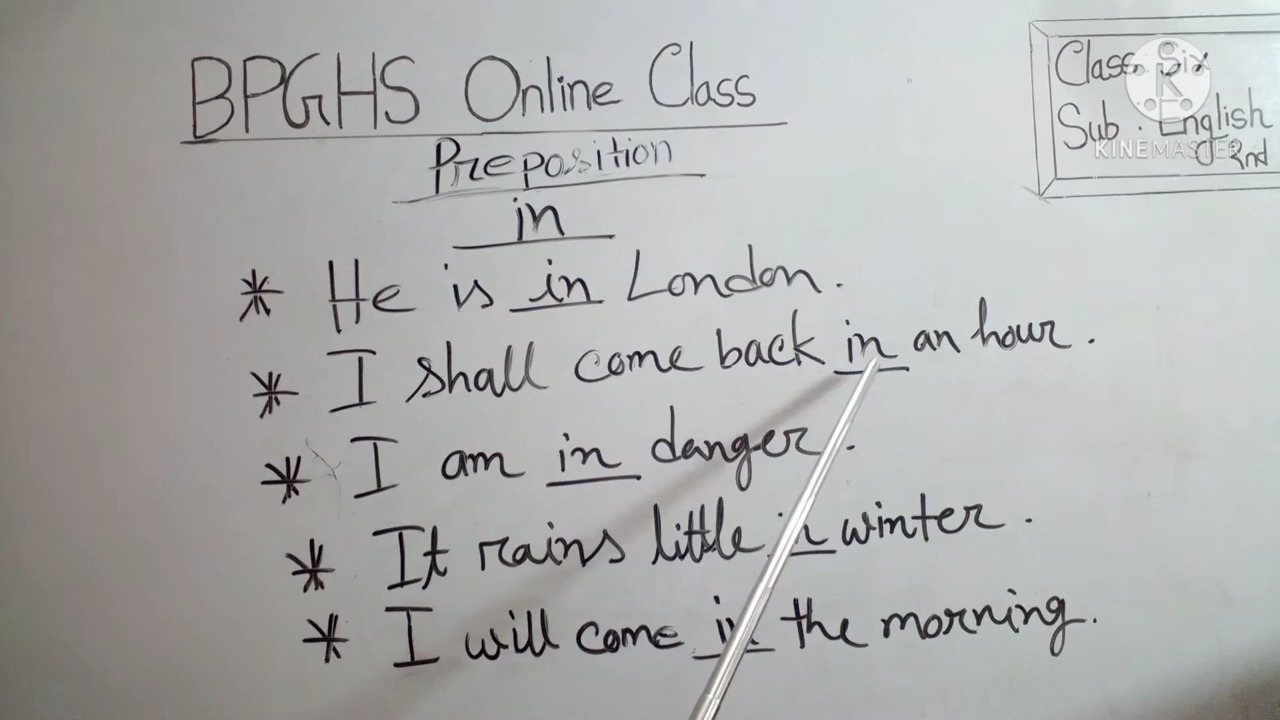 BPGHS Online Class
Preposition
in
* He is in London.
* I shall come back in an hour.
* I am in danger.
* It rains little in winter.
* I will come in the morning.
Class Six
Sub. English
2nd
K
KINEMASTER